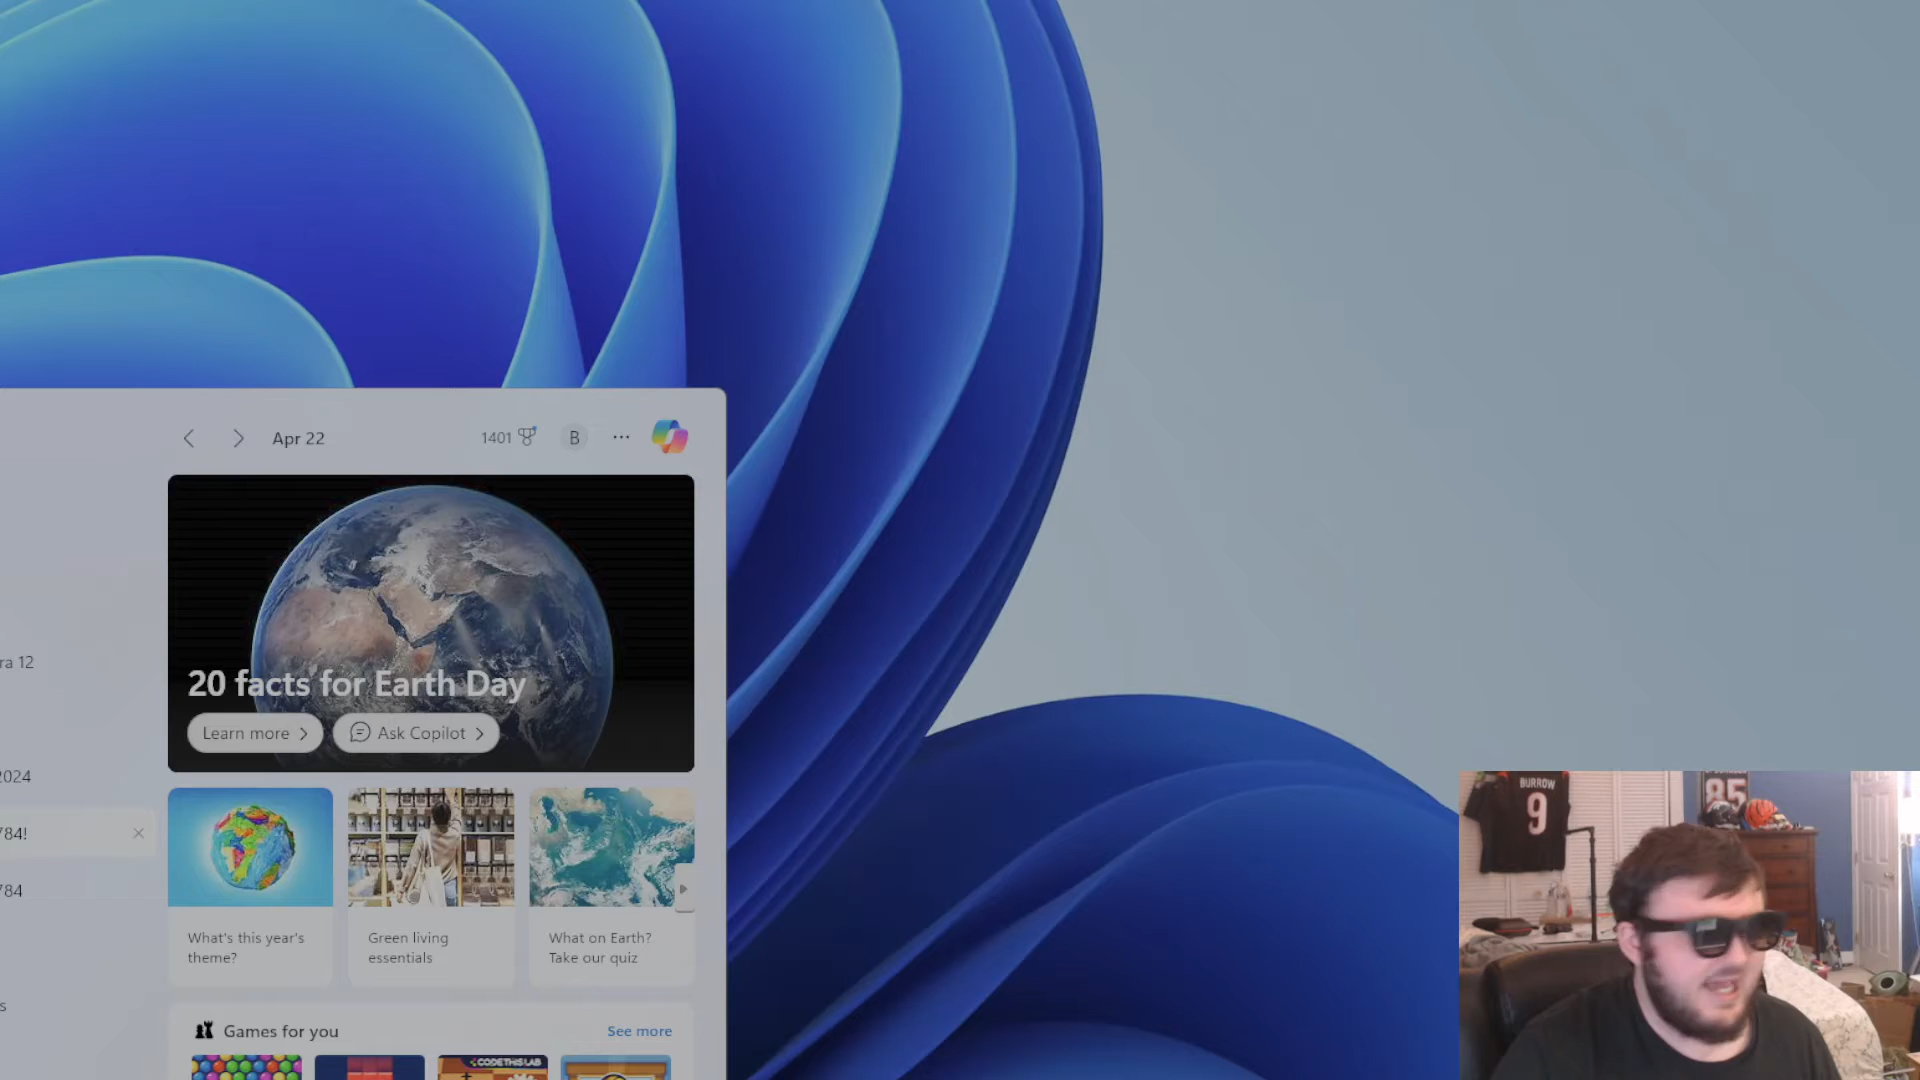 Apr 22
1401
B
20 facts for Earth Day
Learn more
Ask Copilot
ra 12
2024
784!
784
s
What's this year's
theme?
Green living
essentials
What on Earth?
Take our quiz
Games for you
See more
CODETHISLAB
BURROW
9
85